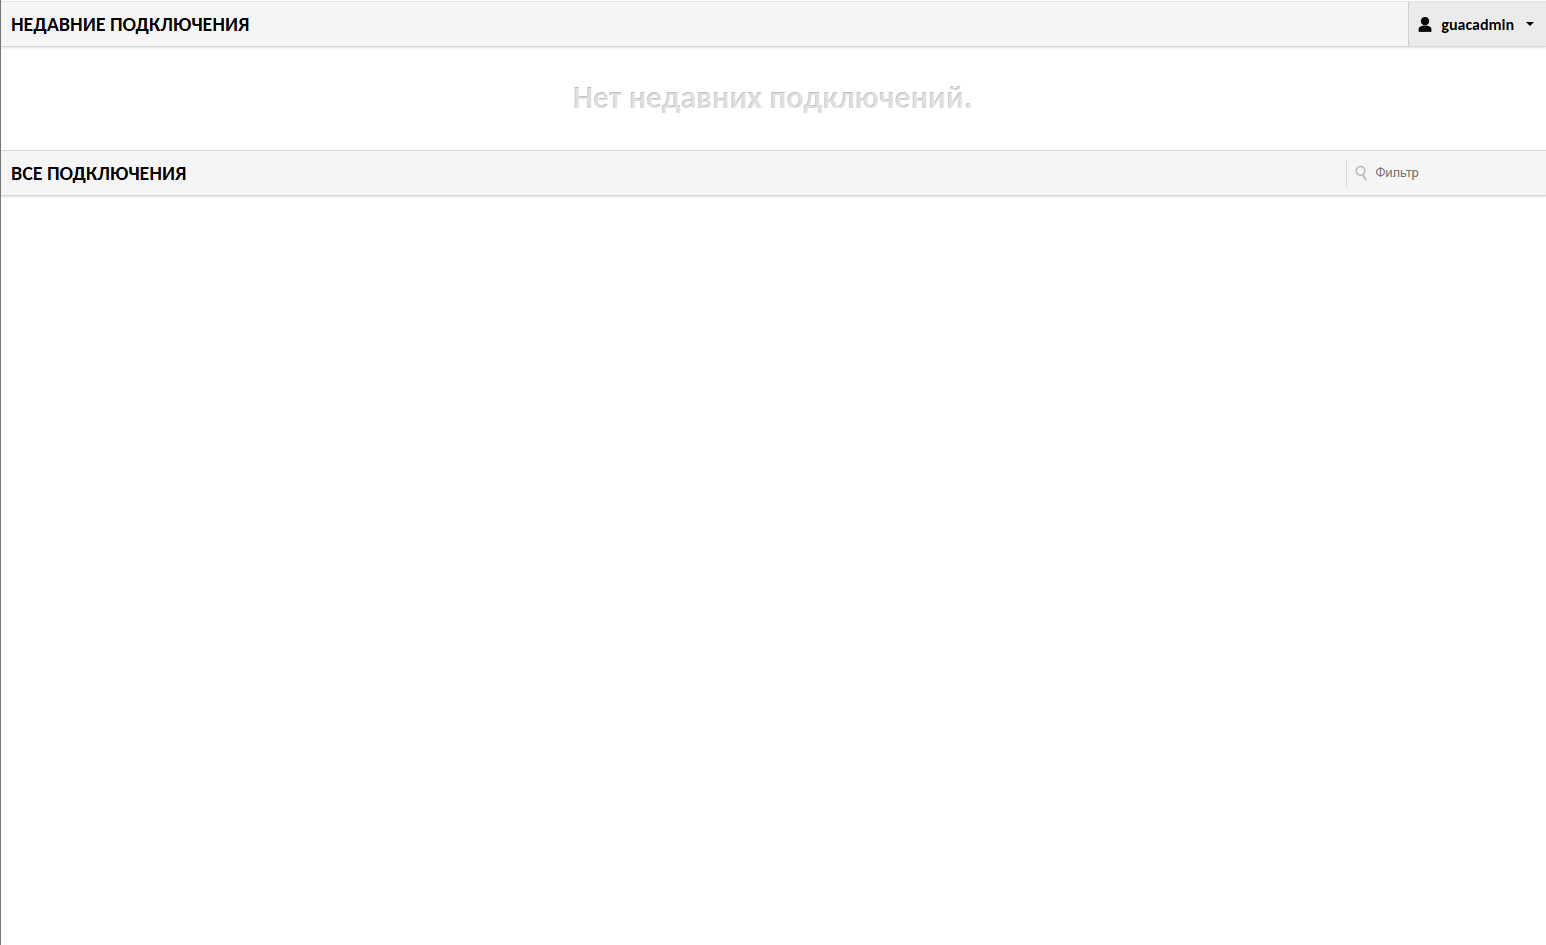 НЕДАВНИЕ ПОДКЛЮЧЕНИЯ
guacadmin
Нет недавних подключений.
ВСЕ ПОДКЛЮЧЕНИЯ
Фильтр